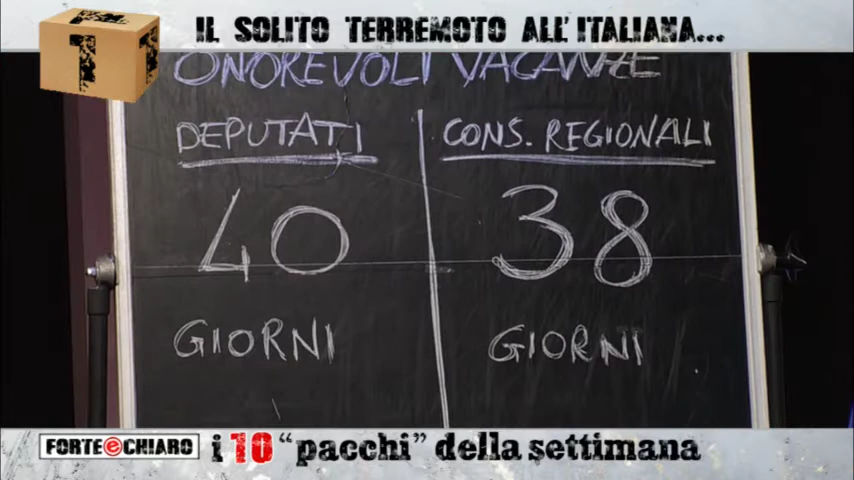 IL SOLITO TERREMOTO ALL'ITALIANA...
ONOREVOLI VACANZE
DEPUTATI
CONS. REGIONALI
40
38
GIORNI
GIORNI
FORTE e CHIARO
i 10 "pacchi" della settimana